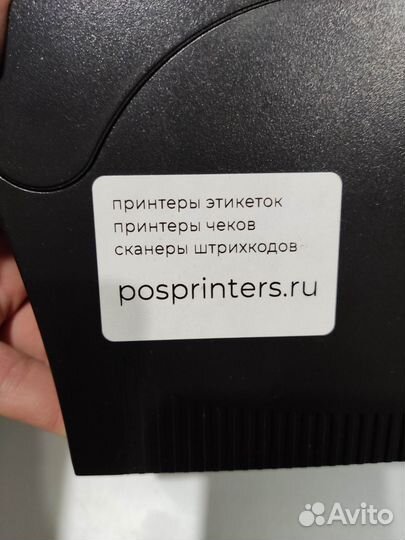 принтеры этикеток
принтеры чеков
сканеры штрихкодов
posprinters.ru
Avito